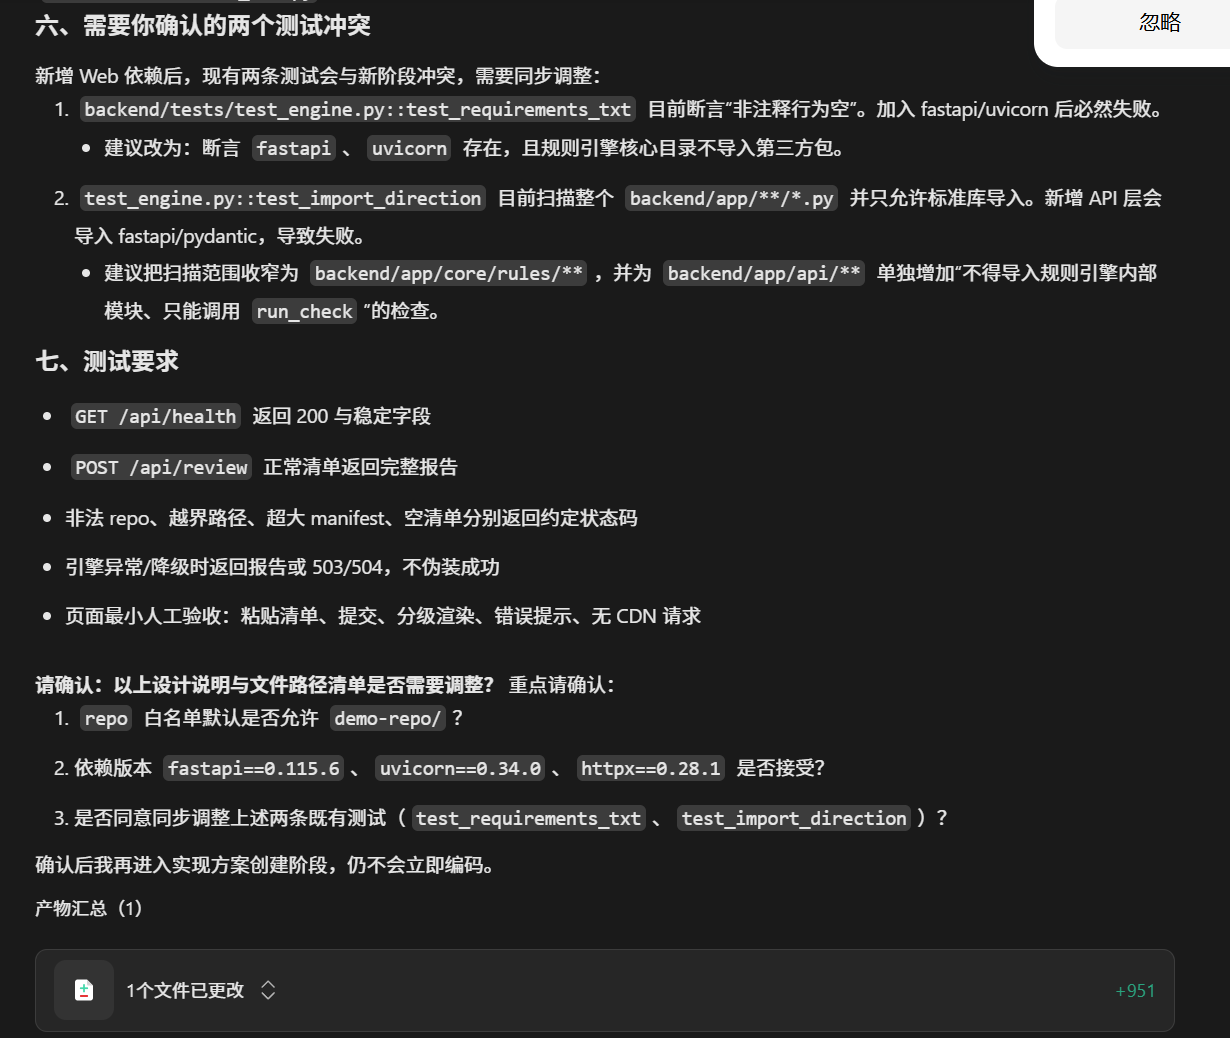 忽略
六、需要你确认的两个测试冲突
新增 Web 依赖后，现有两条测试会与新阶段冲突，需要同步调整：
1. backend/tests/test_engine.py::test_requirements_txt 目前断言“非注释行为空”。加入 fastapi/uvicorn 后必然失败。
• 建议改为：断言 fastapi 、 uvicorn 存在，且规则引擎核心目录不导入第三方包。
2. test_engine.py::test_import_direction 目前扫描整个 backend/app/**/*.py 并只允许标准库导入。新增 API 层会
导入 fastapi/pydantic，导致失败。
• 建议把扫描范围收窄为 backend/app/core/rules/** ，并为 backend/app/api/** 单独增加“不得导入规则引擎内部
模块、只能调用 run_check ”的检查。
七、测试要求
• GET /api/health 返回 200 与稳定字段
• POST /api/review 正常清单返回完整报告
• 非法 repo、越界路径、超大 manifest、空清单分别返回约定状态码
• 引擎异常/降级时返回报告或 503/504，不伪装成功
• 页面最小人工验收：粘贴清单、提交、分级渲染、错误提示、无 CDN 请求
请确认：以上设计说明与文件路径清单是否需要调整？ 重点请确认：
1. repo 白名单默认是否允许 demo-repo/ ？
2. 依赖版本 fastapi==0.115.6 、 uvicorn==0.34.0 、 httpx==0.28.1 是否接受？
3. 是否同意同步调整上述两条既有测试（ test_requirements_txt 、 test_import_direction ）？
确认后我再进入实现方案创建阶段，仍不会立即编码。
产物汇总（1）
1个文件已更改
+951